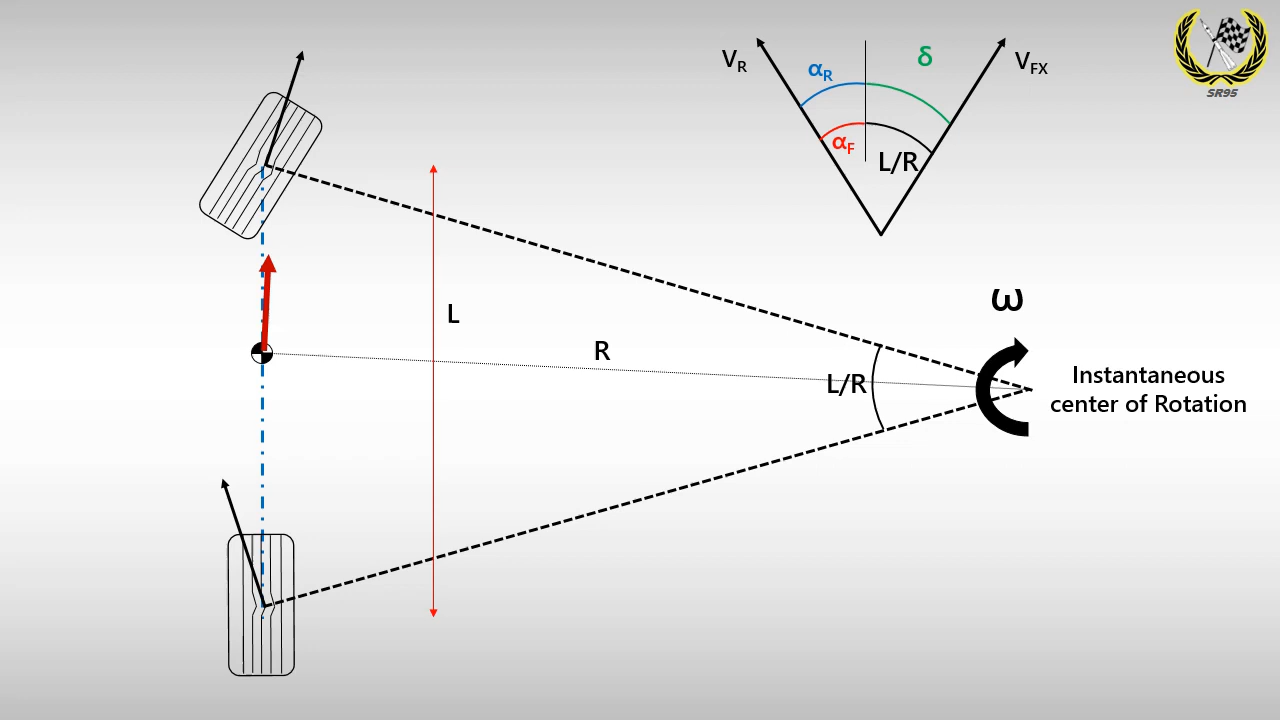 V_R
α_R
δ
V_FX
α_F
L/R
SR95
L
R
L/R
ω
Instantaneous
center of Rotation